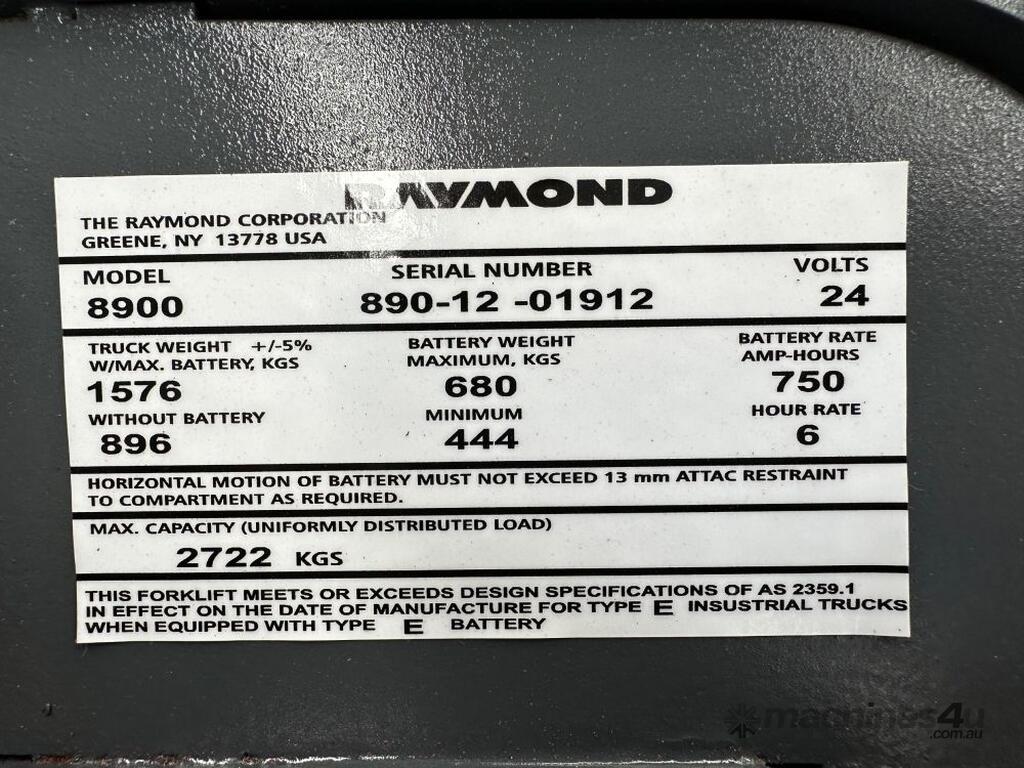 RAYMOND
THE RAYMOND CORPORATION
GREENE, NY 13778 USA
MODEL SERIAL NUMBER VOLTS
8900 890-12 -01912 24
TRUCK WEIGHT +/-5% BATTERY WEIGHT BATTERY RATE
W/MAX. BATTERY, KGS MAXIMUM, KGS AMP-HOURS
1576 680 750
WITHOUT BATTERY MINIMUM HOUR RATE
896 444 6
HORIZONTAL MOTION OF BATTERY MUST NOT EXCEED 13 mm ATTAC RESTRAINT
TO COMPARTMENT AS REQUIRED.
MAX. CAPACITY (UNIFORMLY DISTRIBUTED LOAD)
2722 KGS
THIS FORKLIFT MEETS OR EXCEEDS DESIGN SPECIFICATIONS OF AS 2359.1
IN EFFECT ON THE DATE OF MANUFACTURE FOR TYPE E INSTRIAL TRUCKS
WHEN EQUIPPED WITH TYPE E BATTERY
machines4u
.com.au